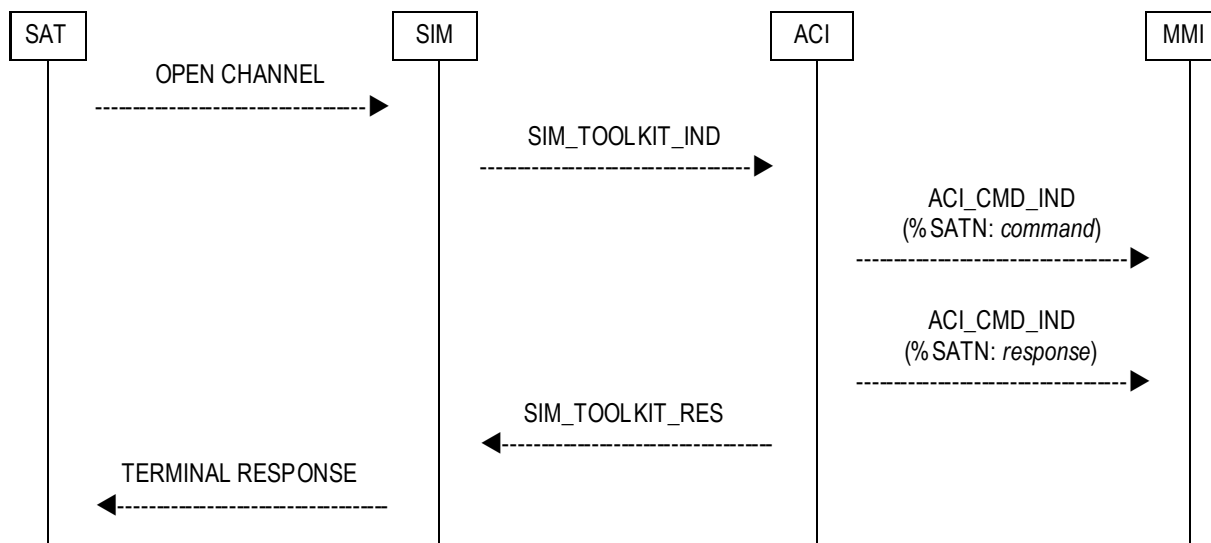 SAT
SIM
ACI
MMI
OPEN CHANNEL
SIM_TOOLKIT_IND
ACI_CMD_IND
(%SATN: command)
ACI_CMD_IND
(%SATN: response)
SIM_TOOLKIT_RES
TERMINAL RESPONSE